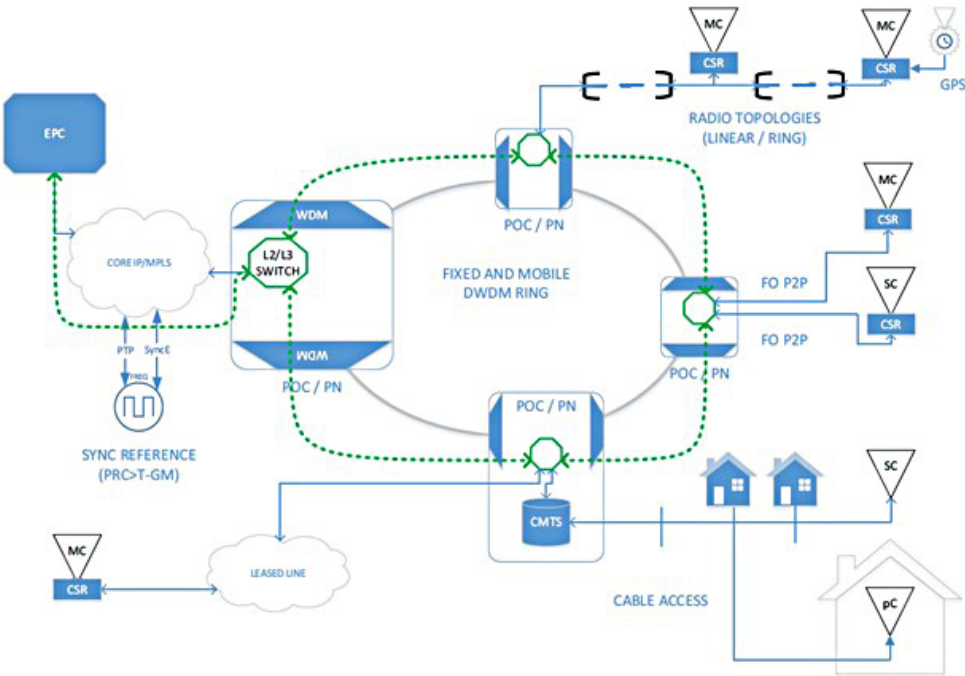 MC
MC
CSR
CSR
GPS
RADIO TOPOLOGIES
(LINEAR / RING)
EPC
WDM
POC / PN
MC
CSR
CORE IP/MPLS
L2/L3
SWITCH
FIXED AND MOBILE
DWDM RING
FO P2P
SC
CSR
FO P2P
PTP
SyncE
FREQ
WDM
POC / PN
POC / PN
POC / PN
SYNC REFERENCE
(PRC>T-GM)
SC
CMTS
MC
CSR
LEASED LINE
CABLE ACCESS
pC